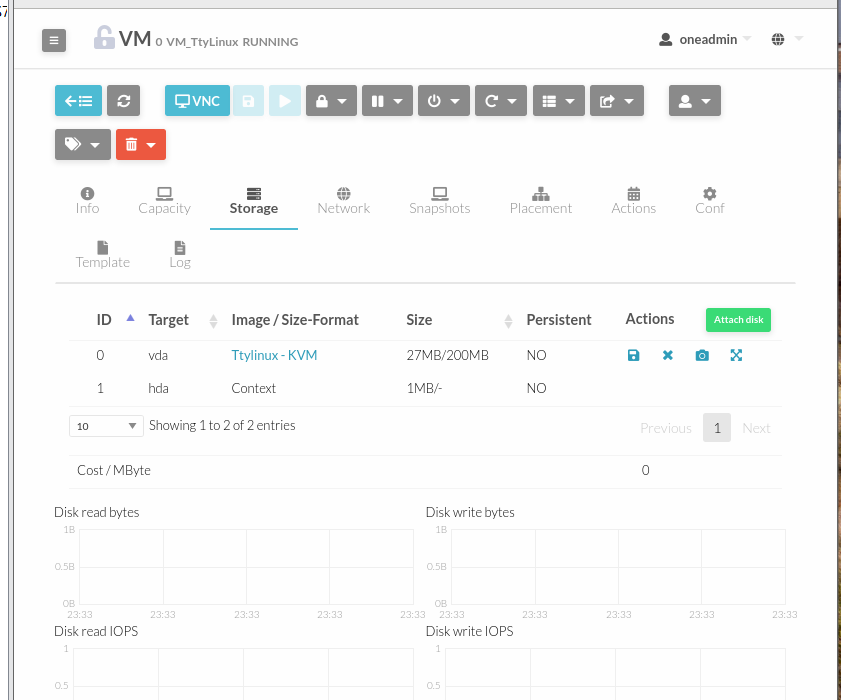 VM 0 VM_TtyLinux RUNNING
oneadmin
VNC
Info Capacity Storage Network Snapshots Placement Actions Conf
Template Log
ID Target Image / Size-Format Size Persistent Actions Attach disk
0 vda Ttylinux - KVM 27MB/200MB NO
1 hda Context 1MB/- NO
10 Showing 1 to 2 of 2 entries Previous 1 Next
Cost / MByte 0
Disk read bytes Disk write bytes
1B 1B
0.5B 0.5B
0B 0B
23:33 23:33 23:33 23:33 23:33 23:33 23:33 23:33 23:33 23:33
Disk read IOPS Disk write IOPS
1 1
0.5 0.5